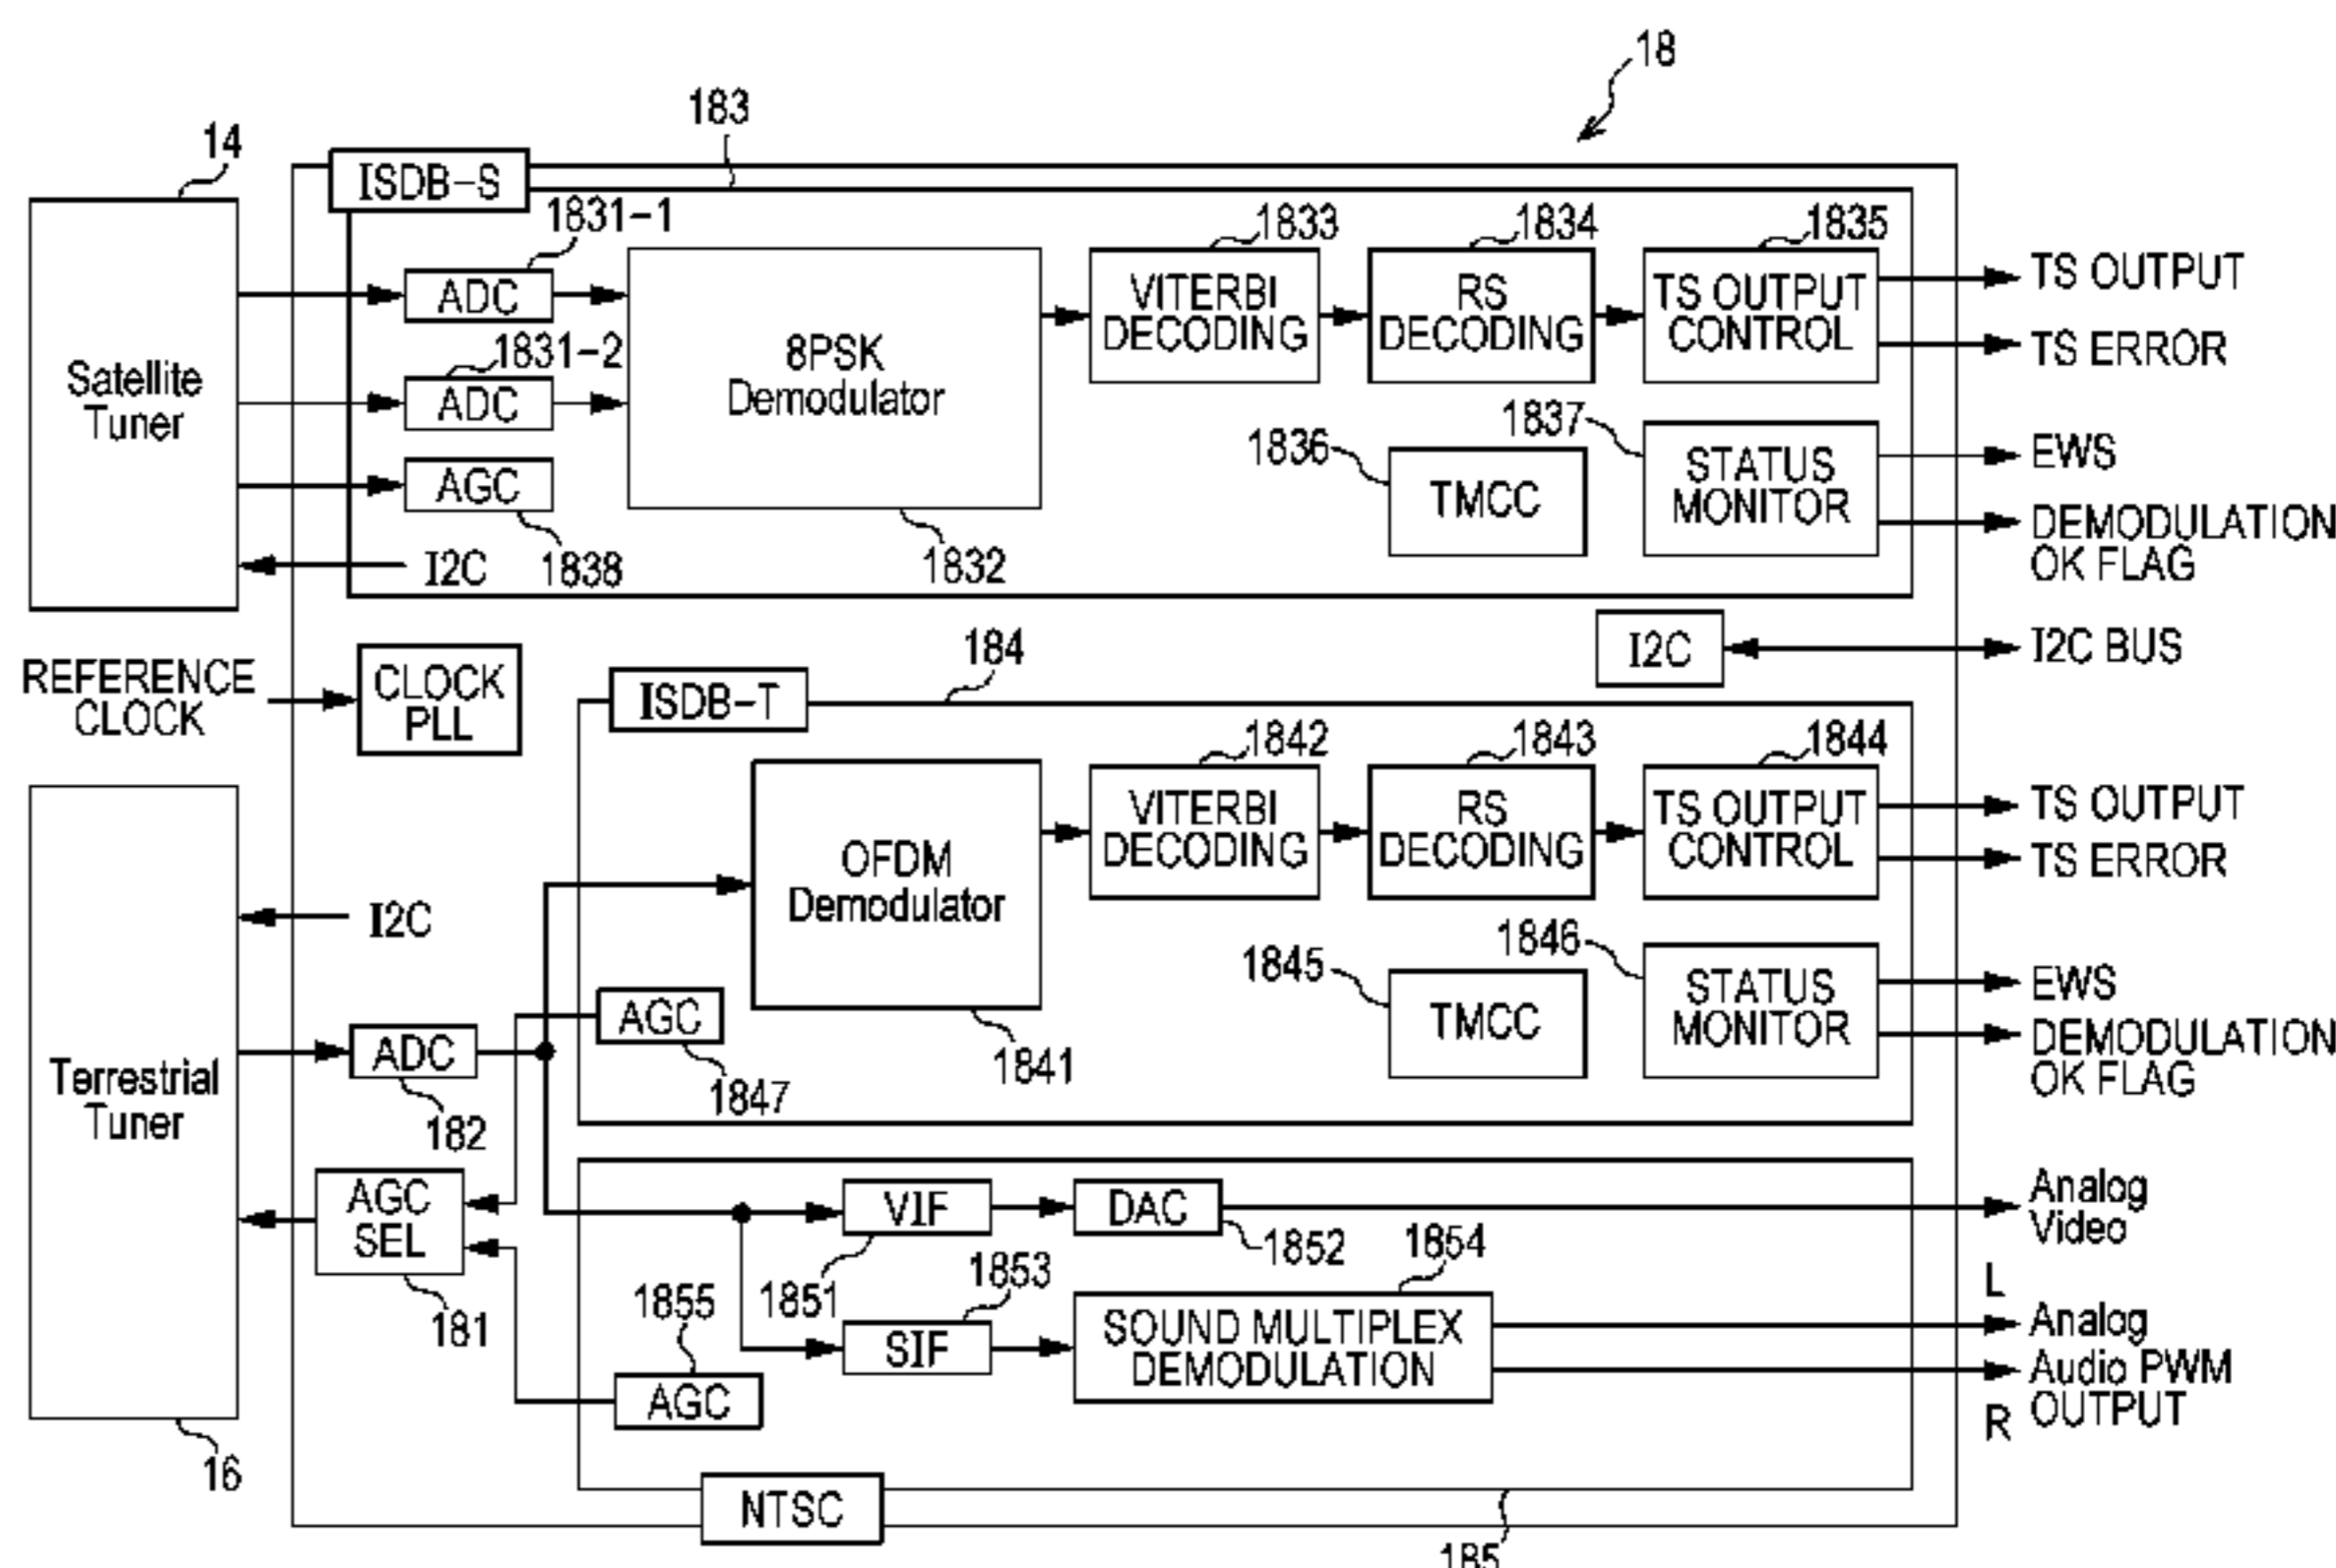 18
183
14
ISDB-S
1831-1
1833
1834
1835
ADC
VITERBI
DECODING
RS
DECODING
TS OUTPUT
CONTROL
TS OUTPUT
TS ERROR
1831-2
ADC
8PSK
Demodulator
Satellite
Tuner
1837
1836
STATUS
MONITOR
EWS
AGC
TMCC
DEMODULATION
OK FLAG
I2C
1838
1832
184
I2C
I2C BUS
REFERENCE
CLOCK
CLOCK
PLL
ISDB-T
1842
1843
1844
VITERBI
DECODING
RS
DECODING
TS OUTPUT
CONTROL
TS OUTPUT
TS ERROR
OFDM
Demodulator
I2C
1846
1845
STATUS
MONITOR
EWS
AGC
TMCC
DEMODULATION
OK FLAG
ADC
1841
1847
Terrestrial
Tuner
182
AGC
SEL
VIF
DAC
Analog
Video
1852
1854
1853
1855
1851
181
L
SOUND MULTIPLEX
DEMODULATION
Analog
Audio PWM
OUTPUT
SIF
AGC
R
16
NTSC
185